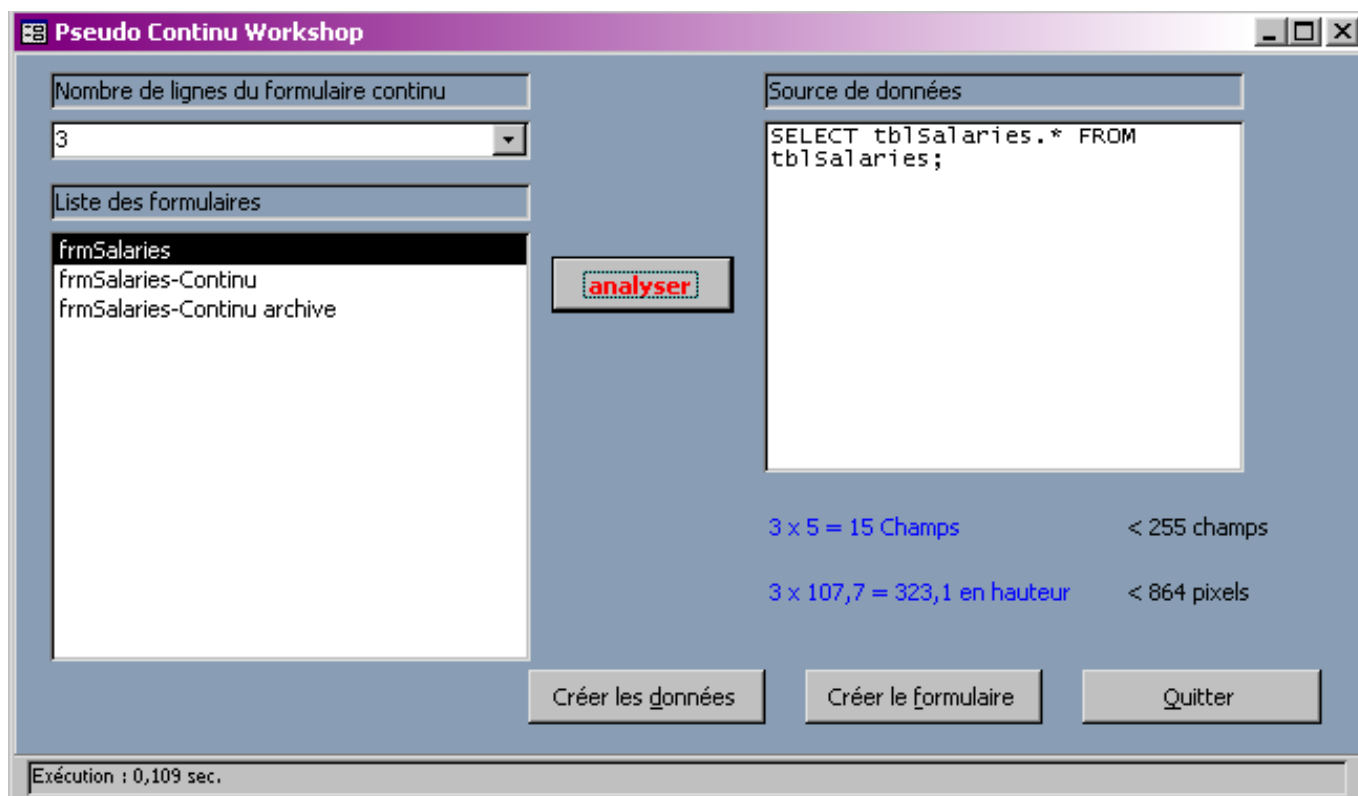 Pseudo Continu Workshop
Nombre de lignes du formulaire continu
3
Liste des formulaires
frmSalaries
frmSalaries-Continu
frmSalaries-Continu archive
analyser
Source de données
SELECT tblSalaries.* FROM
tblSalaries;
3 x 5 = 15 Champs < 255 champs
3 x 107,7 = 323,1 en hauteur < 864 pixels
Créer les données Créer le formulaire Quitter
Exécution : 0,109 sec.